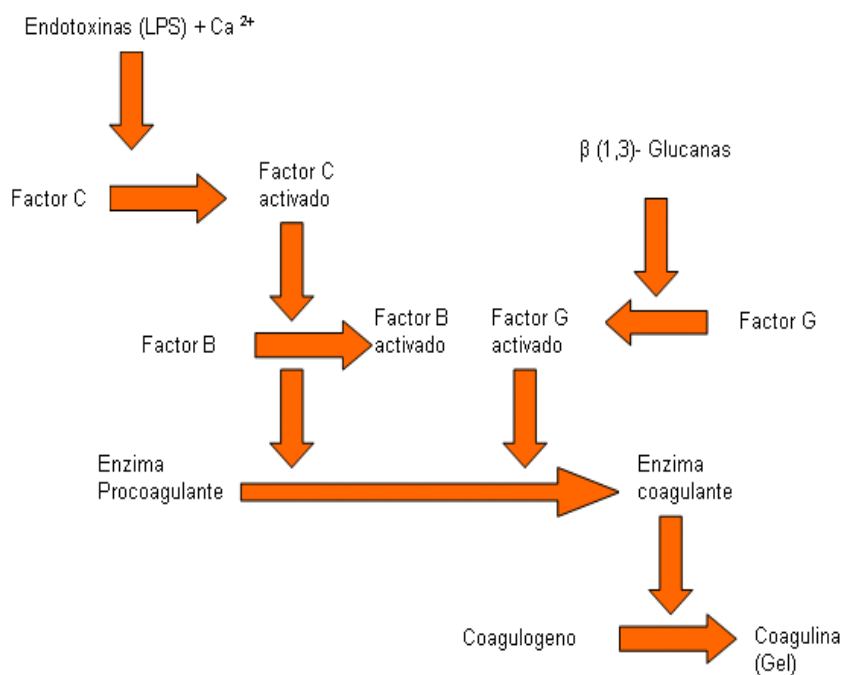 Endotoxinas (LPS) + Ca 2+
β (1,3)- Glucanas
Factor C
Factor C
activado
Factor B
Factor B
activado
Factor G
activado
Factor G
Enzima
Procoagulante
Enzima
coagulante
Coagulogeno
Coagulina
(Gel)